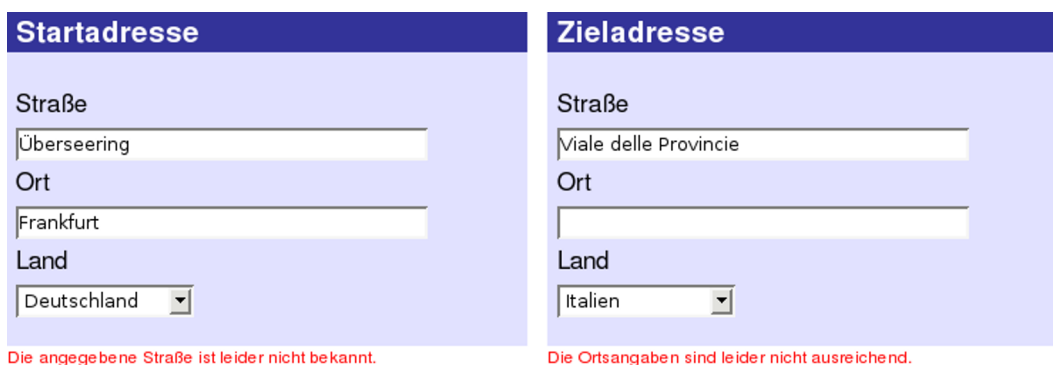 Startadresse
Straße
Überseering
Ort
Frankfurt
Land
Deutschland
Die angegebene Straße ist leider nicht bekannt.
Zieladresse
Straße
Viale delle Provincie
Ort
Land
Italien
Die Ortsangaben sind leider nicht ausreichend.